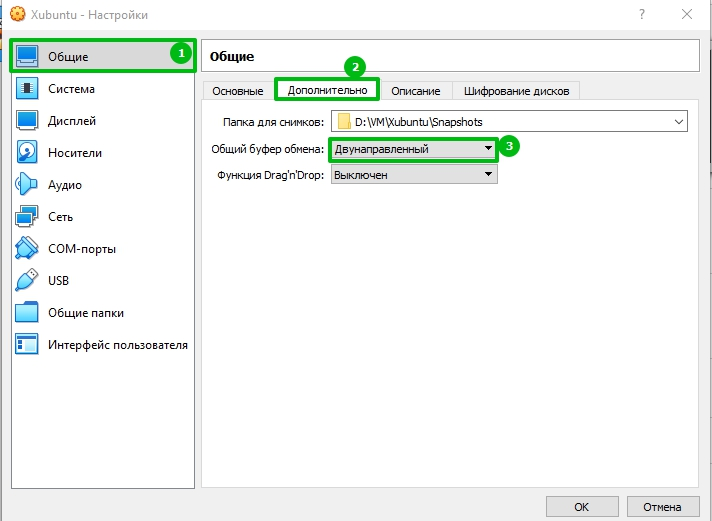 Xubuntu - Настройки
?
Общие 1
Система
Дисплей
Носители
Аудио
Сеть
COM-порты
USB
Общие папки
Интерфейс пользователя
Общие
2
Основные Дополнительно Описание Шифрование дисков
Папка для снимков: D:\VM\Xubuntu\Snapshots
Общий буфер обмена: Двунаправленный 3
Функция Drag'n'Drop: Выключен
OK Отмена